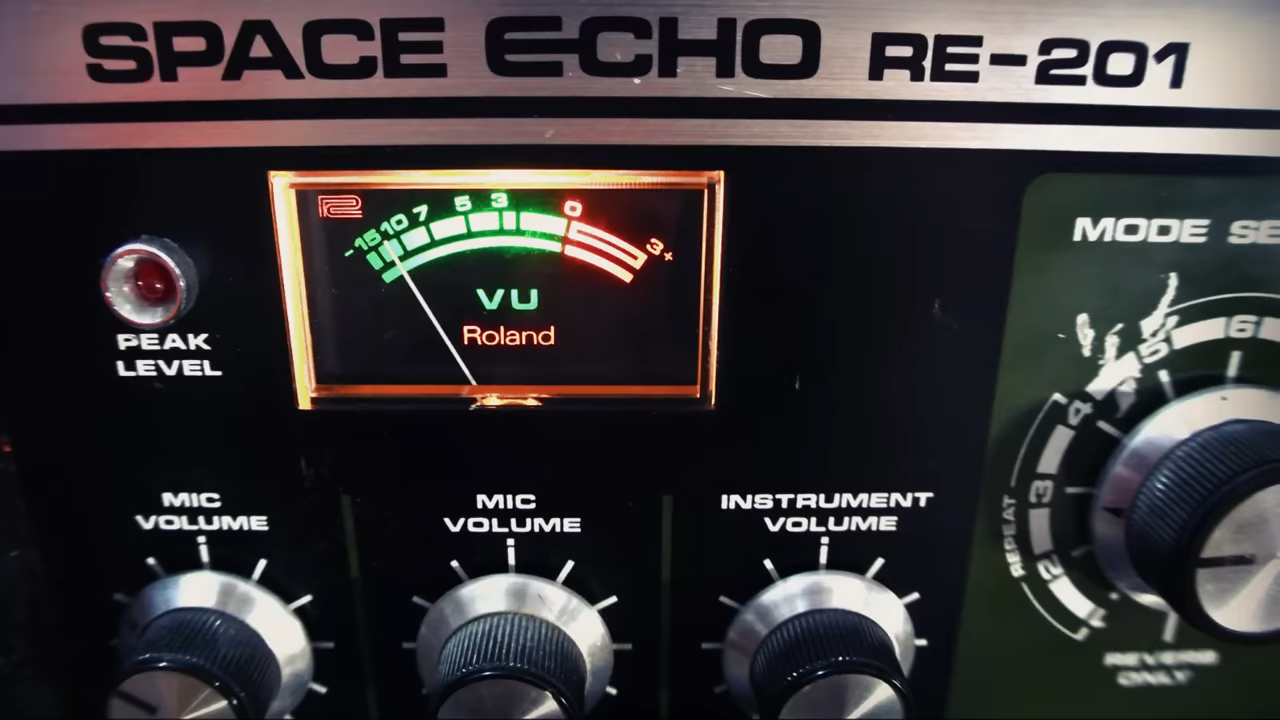 SPACE ECHO RE-201
-15 10 7 5 3 0 3+
VU
Roland
PEAK
LEVEL
MIC
VOLUME
MIC
VOLUME
INSTRUMENT
VOLUME
MODE SE
1 2 3 4 5 6
REPEAT
REVERB
ONLY